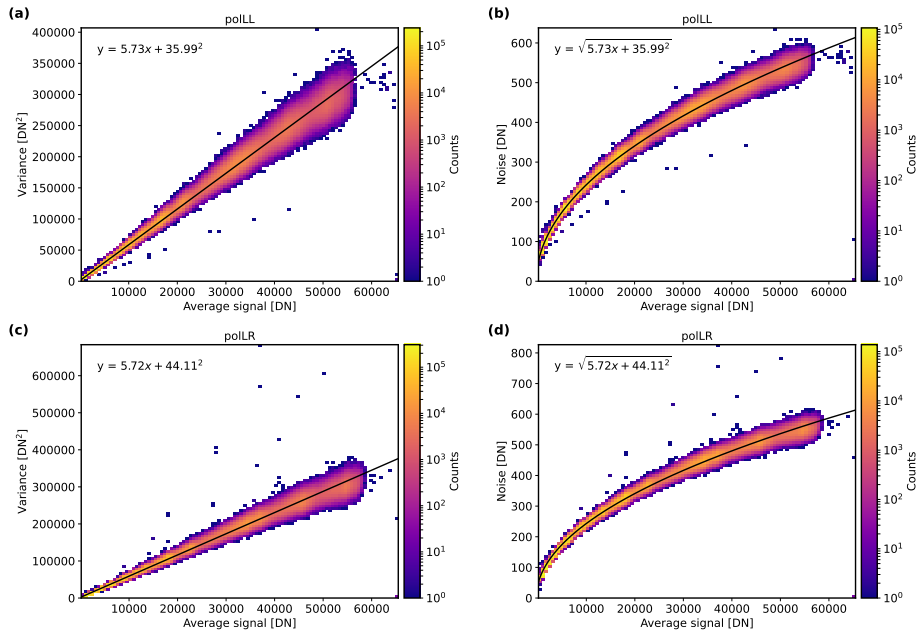 (a)
polLL
y = 5.73x + 35.99²
400000
350000
300000
250000
200000
150000
100000
50000
0
Variance [DN²]
10000 20000 30000 40000 50000 60000
Average signal [DN]
10⁵
10⁴
10³
10²
10¹
10⁰
Counts
(b)
polLL
y = √5.73x + 35.99²
600
500
400
300
200
100
0
Noise [DN]
10000 20000 30000 40000 50000 60000
Average signal [DN]
10⁵
10⁴
10³
10²
10¹
10⁰
Counts
(c)
polLR
y = 5.72x + 44.11²
600000
500000
400000
300000
200000
100000
0
Variance [DN²]
10000 20000 30000 40000 50000 60000
Average signal [DN]
10⁵
10⁴
10³
10²
10¹
10⁰
Counts
(d)
polLR
y = √5.72x + 44.11²
800
700
600
500
400
300
200
100
0
Noise [DN]
10000 20000 30000 40000 50000 60000
Average signal [DN]
10⁵
10⁴
10³
10²
10¹
10⁰
Counts